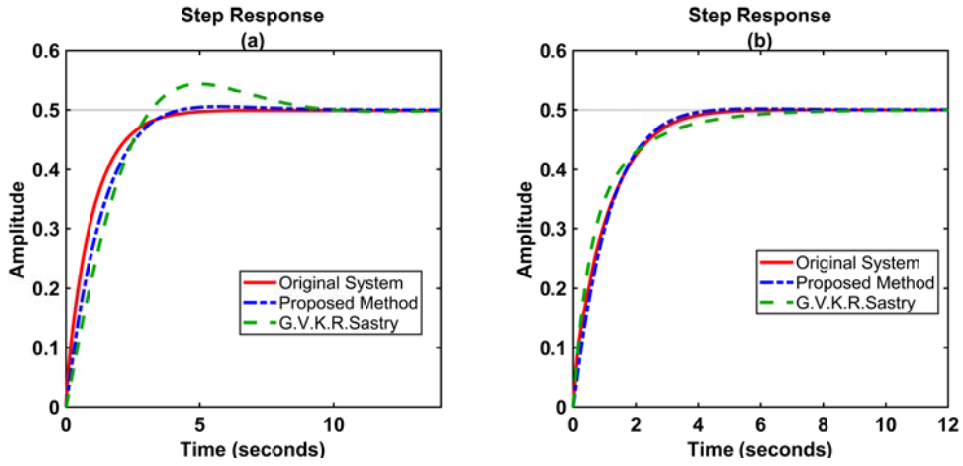 Step Response
(a)
0.6
0.5
0.4
0.3
0.2
0.1
0
Amplitude
Original System
Proposed Method
G.V.K.R.Sastry
0 5 10
Time (seconds)
Step Response
(b)
0.6
0.5
0.4
0.3
0.2
0.1
0
Amplitude
Original System
Proposed Method
G.V.K.R.Sastry
0 2 4 6 8 10 12
Time (seconds)